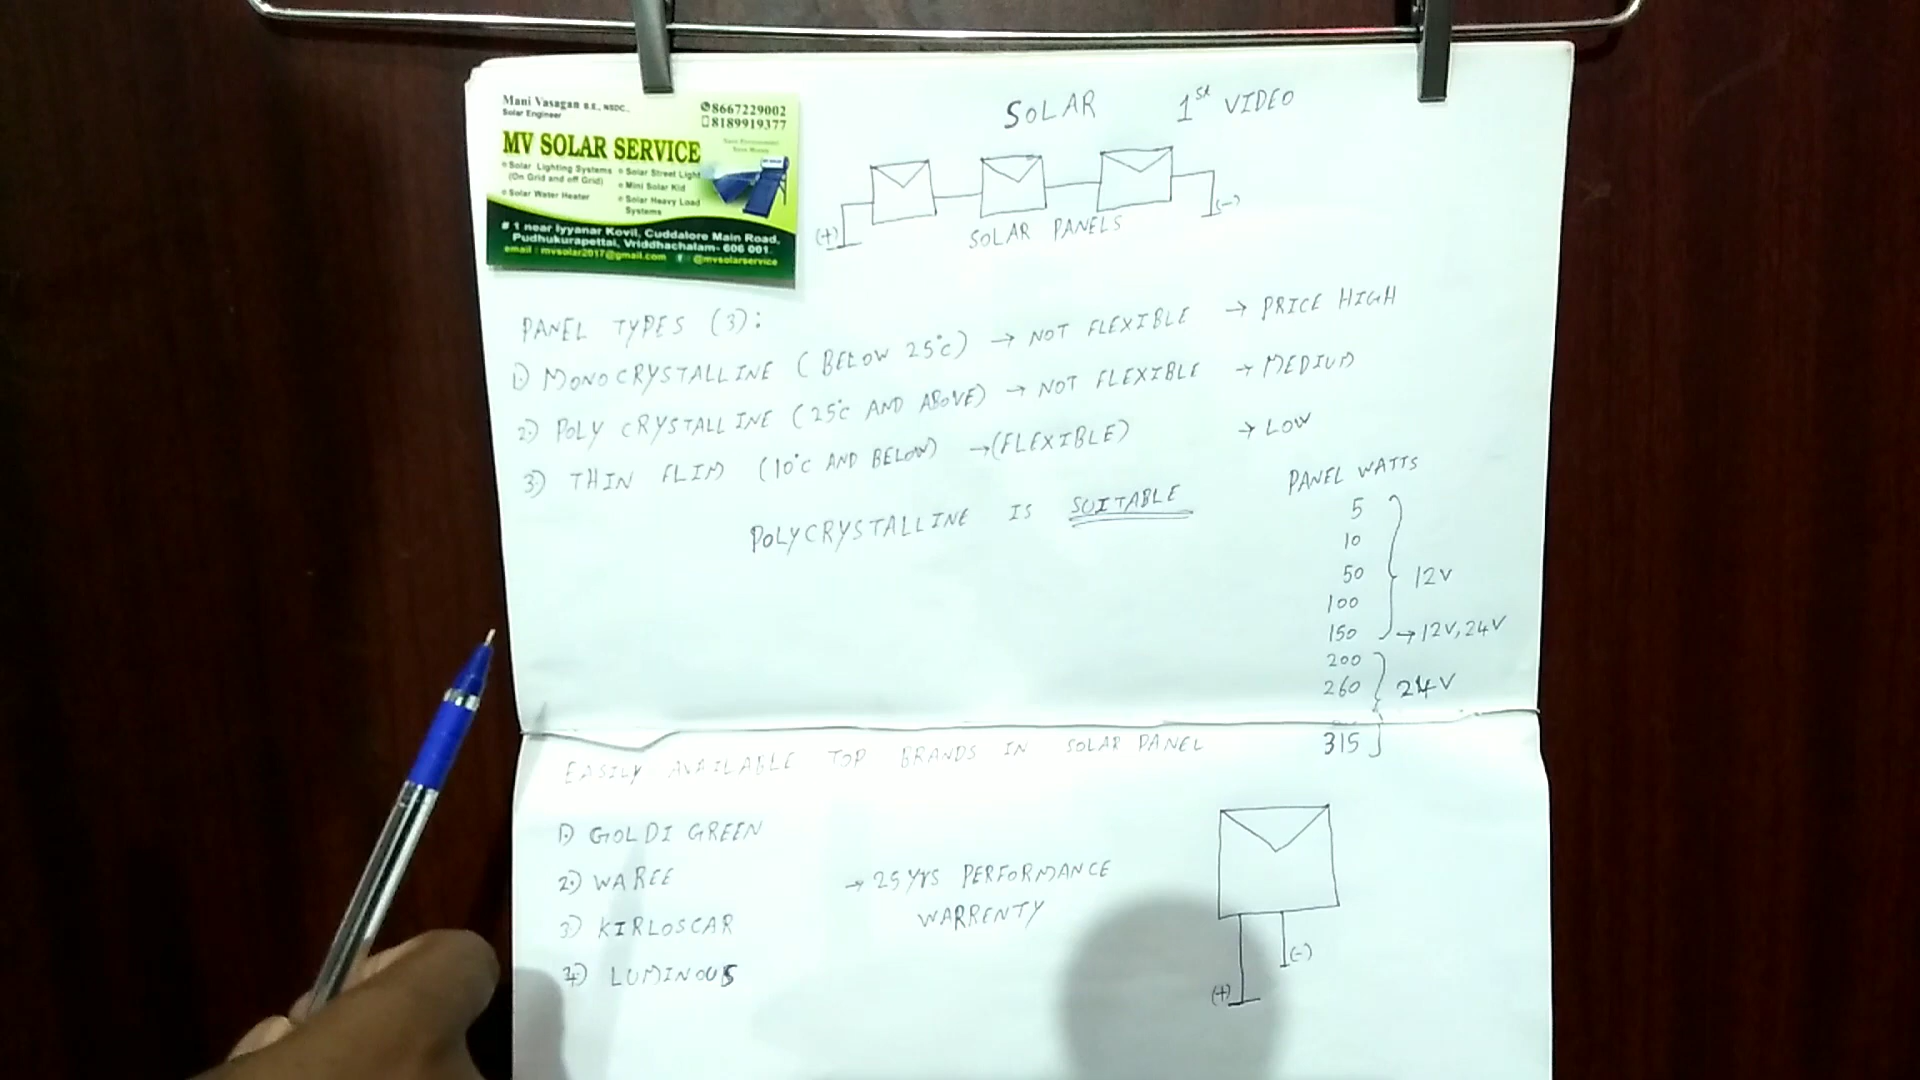 Mani Vasagan B.E., NSDC.,
Solar Engineer
8667229002
8189919377
MV SOLAR SERVICE
Solar Lighting Systems
(On Grid and off Grid)
Solar Water Heater
Solar Street Light
Mini Solar Kid
Solar Heavy Load
Systems
# 1 near Iyyanar Kovil, Cuddalore Main Road,
Pudhukurapettai, Vriddhachalam- 606 001.
email : mvsolar2017@gmail.com f @mvsolarservice
SOLAR 1st VIDEO
(+) (-)
SOLAR PANELS
PANEL TYPES (3):
1) MONOCRYSTALLINE (BELOW 25°C) → NOT FLEXIBLE → PRICE HIGH
2) POLY CRYSTALLINE (25°C AND ABOVE) → NOT FLEXIBLE → MEDIUM
3) THIN FLIM (10°C AND BELOW) → (FLEXIBLE) → LOW
POLYCRYSTALLINE IS SUITABLE
PANEL WATTS
5
10
50 12V
100
150 → 12V, 24V
200
260 24V
315
EASILY AVAILABLE TOP BRANDS IN SOLAR PANEL
1) GOLDI GREEN
2) WAREE
3) KIRLOSCAR
4) LUMINOUS
→ 25 yrs PERFORMANCE
WARRENTY
(-)
(+)